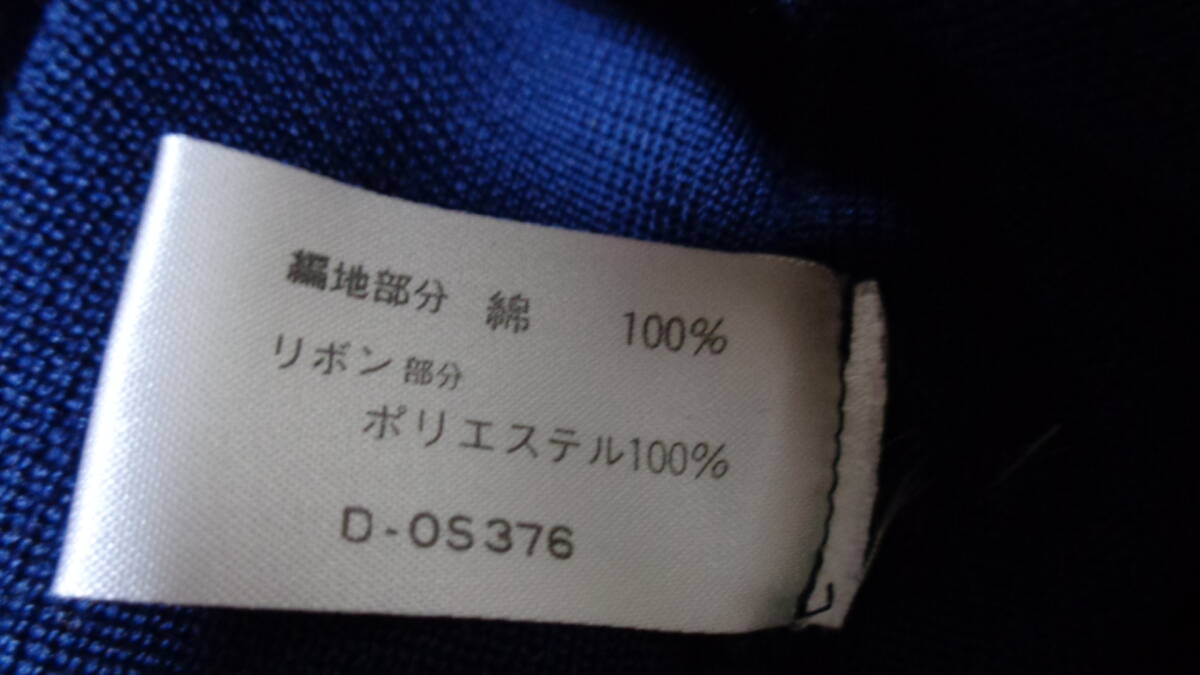 編地部分 綿 100%
リボン部分
ポリエステル100%
D-OS376